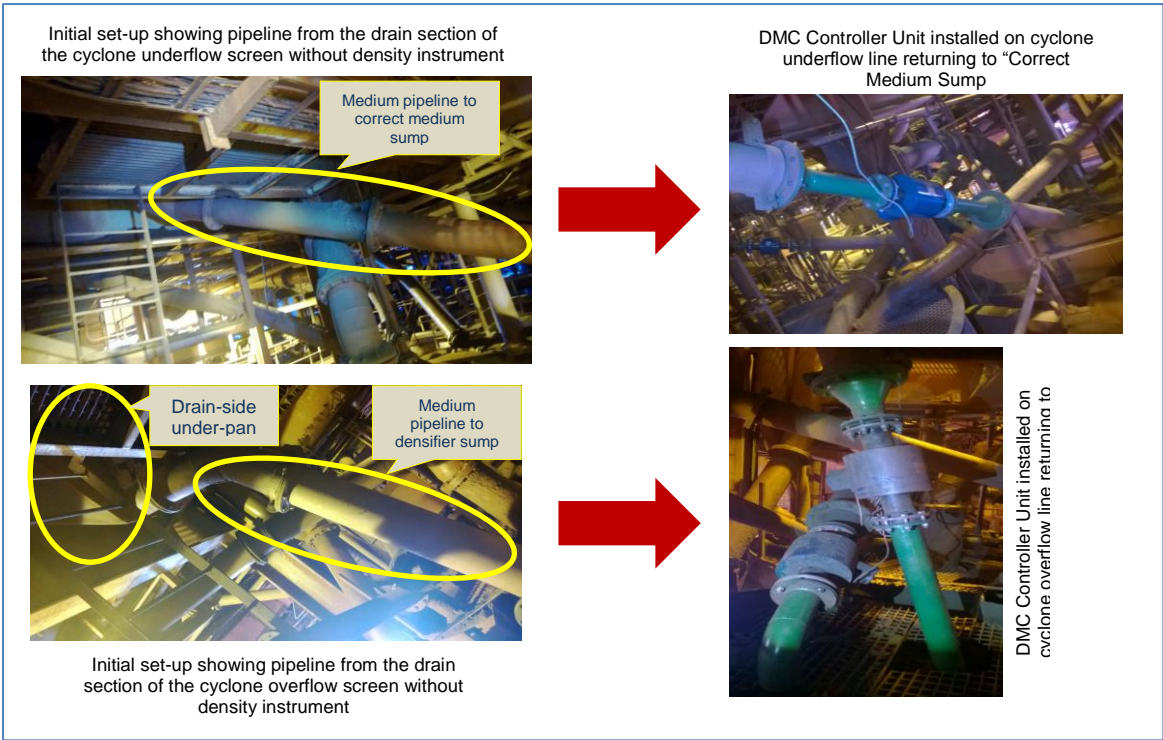 Initial set-up showing pipeline from the drain section of
the cyclone underflow screen without density instrument
Medium pipeline to
correct medium
sump
DMC Controller Unit installed on cyclone
underflow line returning to “Correct
Medium Sump
Drain-side
under-pan
Medium
pipeline to
densifier sump
DMC Controller Unit installed on
cyclone overflow line returning to
Initial set-up showing pipeline from the drain
section of the cyclone overflow screen without
density instrument